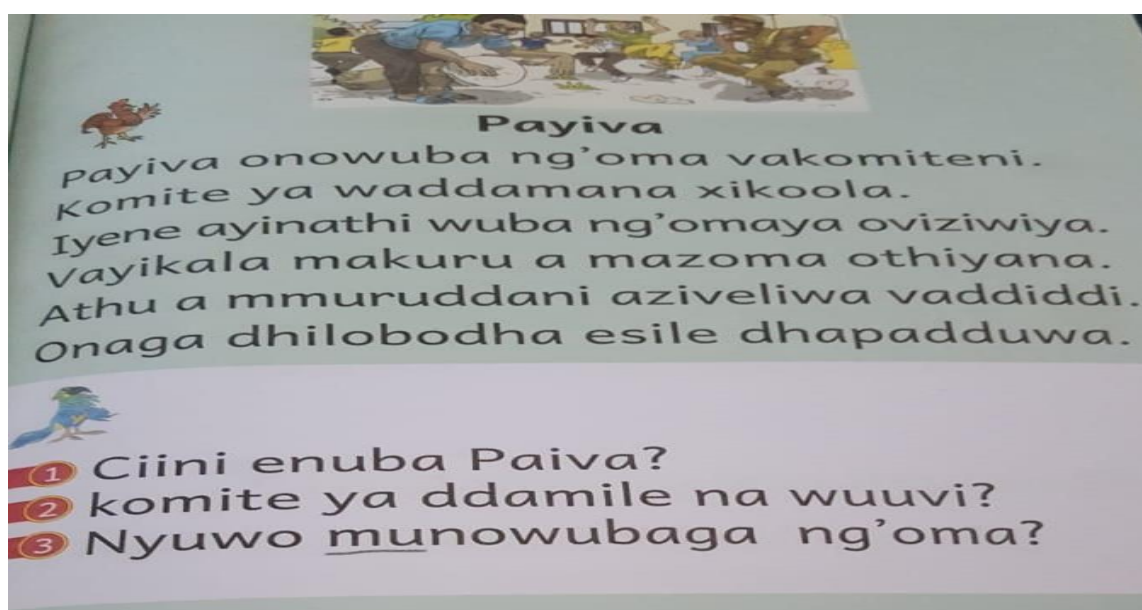 Payiva
Payiva onowuba ng'oma vakomiteni.
Komite ya waddamana xikoola.
Iyene ayinathi wuba ng'omaya oviziwiya.
Vayikala makuru a mazoma othiyana.
Athu a mmuruddani aziveliwa vaddiddi.
Onaga dhilobodha esile dhapadduwa.
1 Ciini enuba Paiva?
2 komite ya ddamile na wuuvi?
3 Nyuwo munowubaga ng'oma?